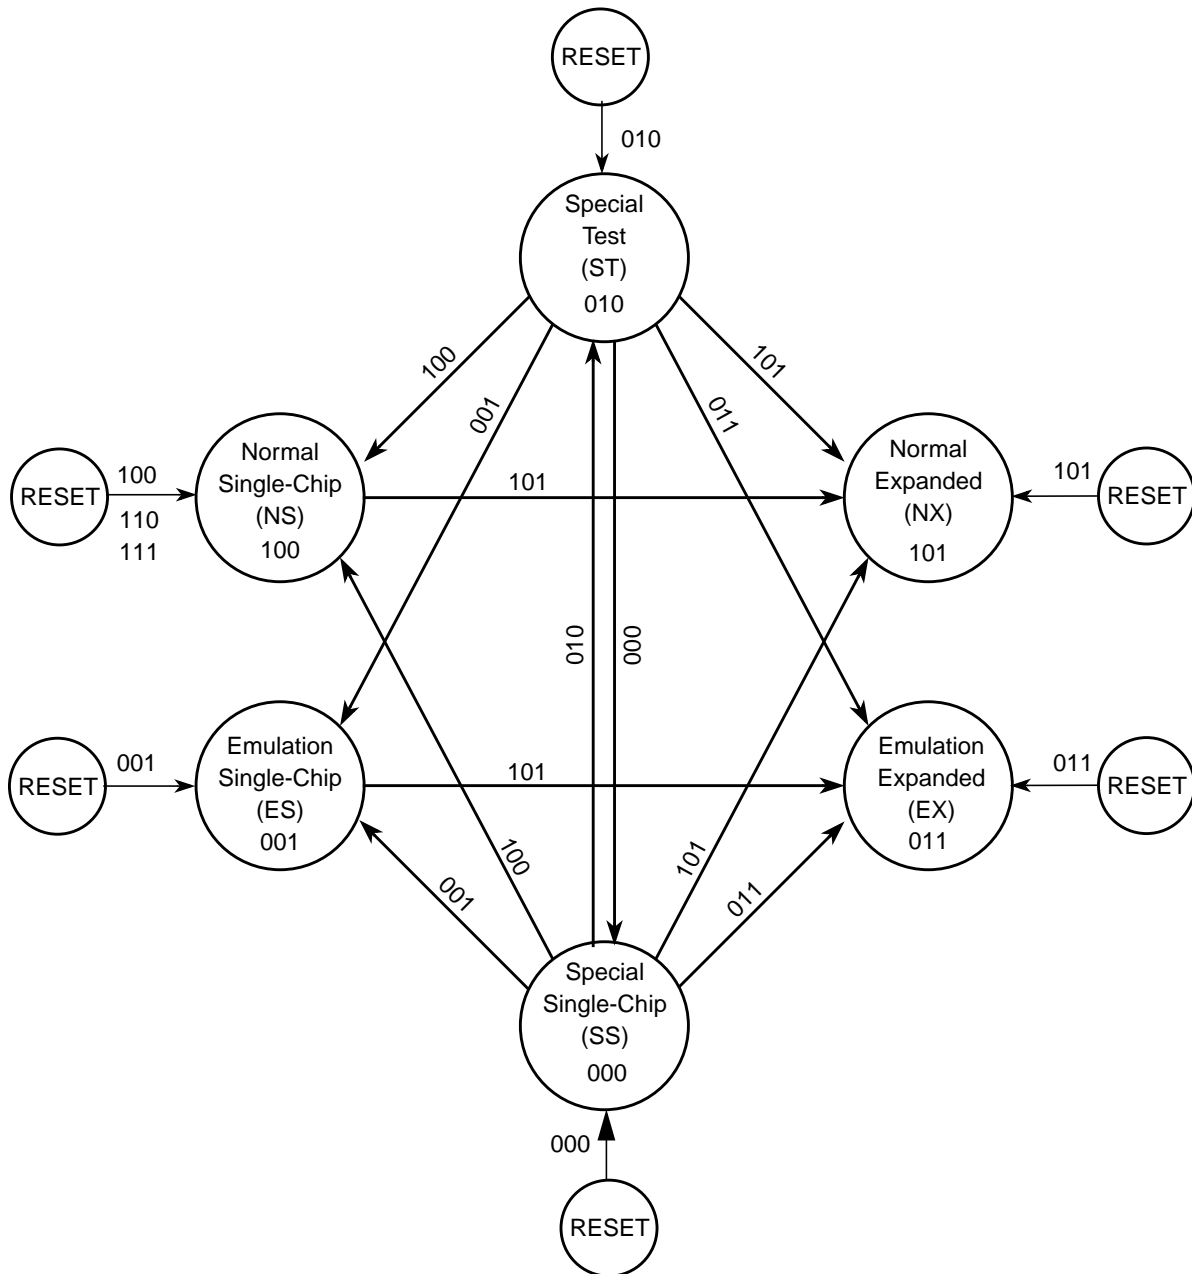 RESET
010
Special
Test
(ST)
010
100
001
101
011
Normal
Single-Chip
(NS)
100
RESET
100
110
111
101
Normal
Expanded
(NX)
101
101
RESET
010
000
Emulation
Single-Chip
(ES)
001
RESET
001
101
Emulation
Expanded
(EX)
011
011
RESET
001
100
101
011
Special
Single-Chip
(SS)
000
000
RESET